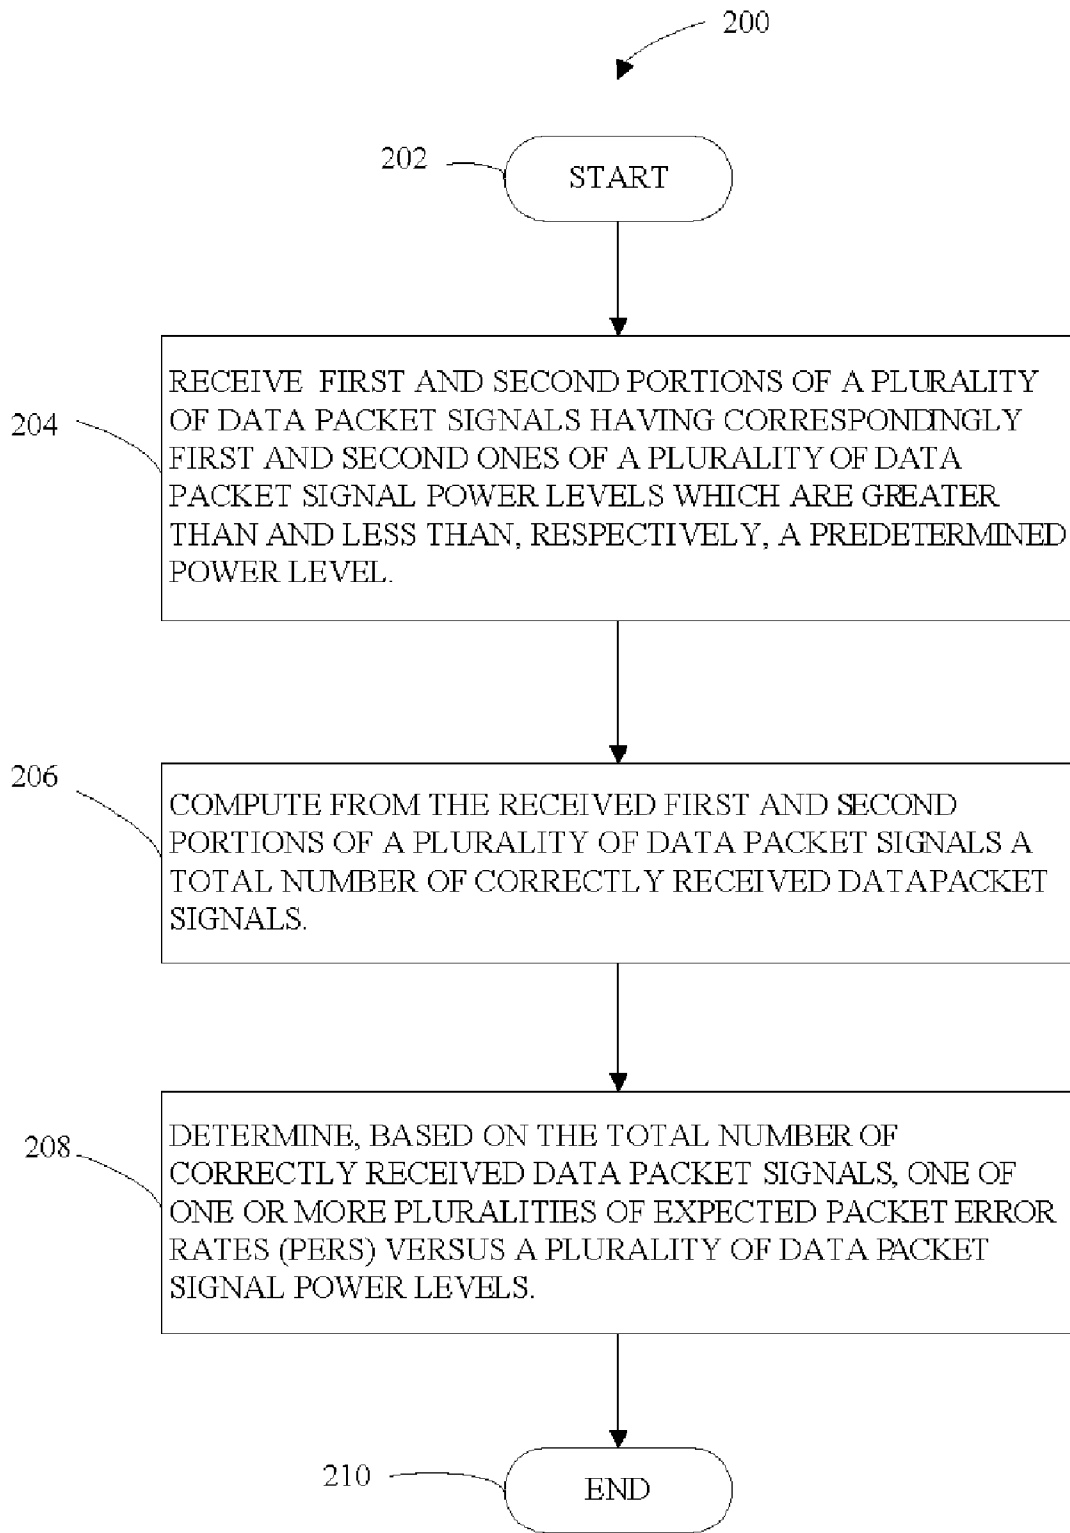 200
202
START
204
RECEIVE FIRST AND SECOND PORTIONS OF A PLURALITY
OF DATA PACKET SIGNALS HAVING CORRESPONDINGLY
FIRST AND SECOND ONES OF A PLURALITY OF DATA
PACKET SIGNAL POWER LEVELS WHICH ARE GREATER
THAN AND LESS THAN, RESPECTIVELY, A PREDETERMINED
POWER LEVEL.
206
COMPUTE FROM THE RECEIVED FIRST AND SECOND
PORTIONS OF A PLURALITY OF DATA PACKET SIGNALS A
TOTAL NUMBER OF CORRECTLY RECEIVED DATA PACKET
SIGNALS.
208
DETERMINE, BASED ON THE TOTAL NUMBER OF
CORRECTLY RECEIVED DATA PACKET SIGNALS, ONE OF
ONE OR MORE PLURALITIES OF EXPECTED PACKET ERROR
RATES (PERS) VERSUS A PLURALITY OF DATA PACKET
SIGNAL POWER LEVELS.
210
END